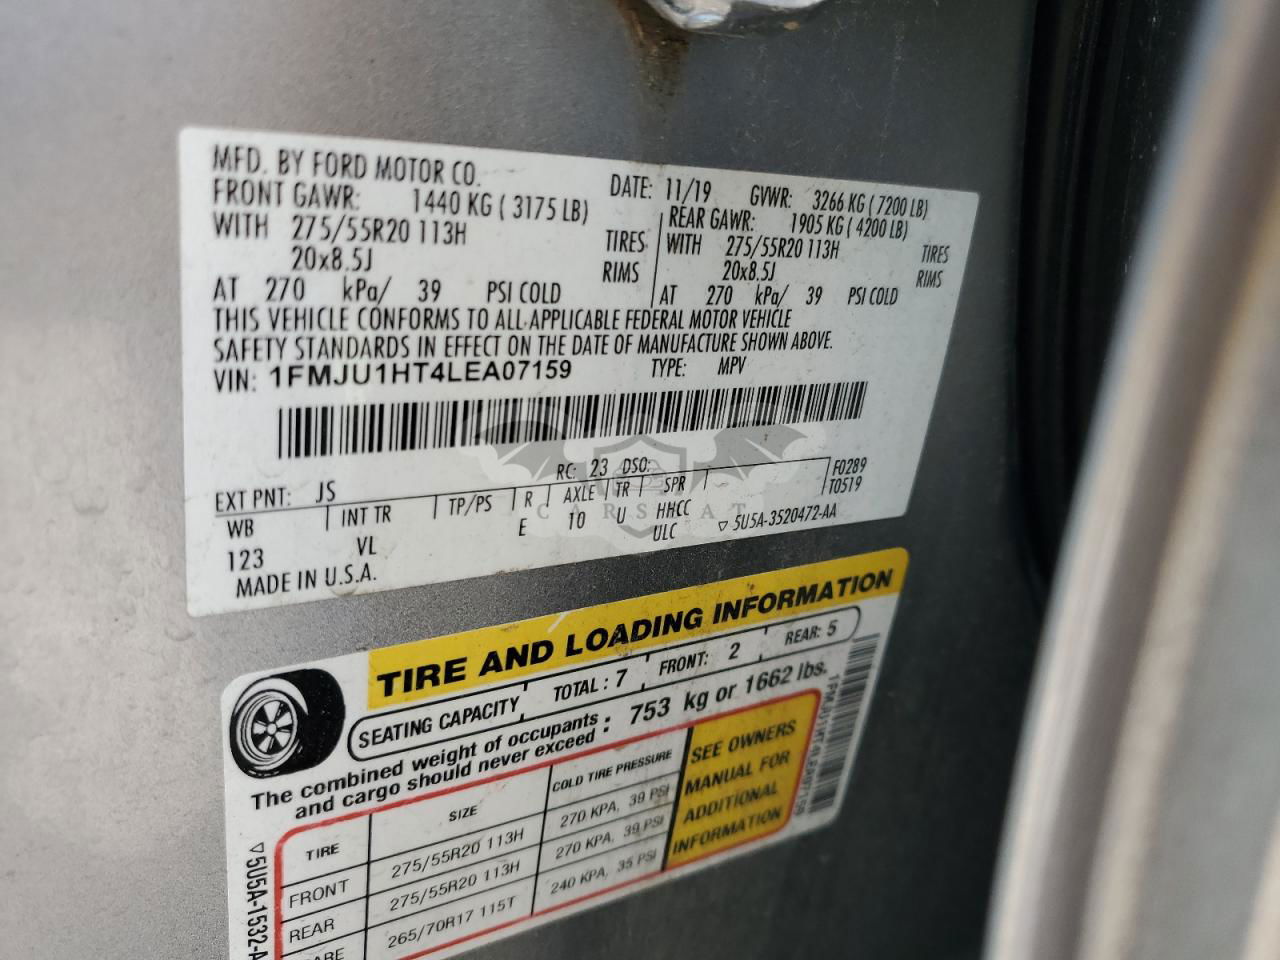 MFD. BY FORD MOTOR CO.
DATE: 11/19 GVWR: 3266 KG (7200 LB)
FRONT GAWR: 1440 KG (3175 LB)
REAR GAWR: 1905 KG (4200 LB)
WITH 275/55R20 113H TIRES
WITH 275/55R20 113H TIRES
20x8.5J RIMS
20x8.5J RIMS
AT 270 kPa/ 39 PSI COLD
AT 270 kPa/ 39 PSI COLD
THIS VEHICLE CONFORMS TO ALL APPLICABLE FEDERAL MOTOR VEHICLE
SAFETY STANDARDS IN EFFECT ON THE DATE OF MANUFACTURE SHOWN ABOVE.
VIN: 1FMJU1HT4LEA07159 TYPE: MPV
EXT PNT: JS RC: 23 DSO: F0289
WB INT TR TP/PS R AXLE TR SPR T0519
123 VL E 10 U HHCC
ULC
▽5U5A-3520472-AA
MADE IN U.S.A.
CARS AT
TIRE AND LOADING INFORMATION
SEATING CAPACITY TOTAL: 7 FRONT: 2 REAR: 5
The combined weight of occupants and cargo should never exceed: 753 kg or 1662 lbs.
TIRE SIZE COLD TIRE PRESSURE
FRONT 275/55R20 113H 270 KPA, 39 PSI
REAR 275/55R20 113H 270 KPA, 39 PSI
265/70R17 115T 240 KPA, 35 PSI
SEE OWNERS
MANUAL FOR
ADDITIONAL
INFORMATION
1FMJU1HT4LEA07159
▽5U5A-1532-A